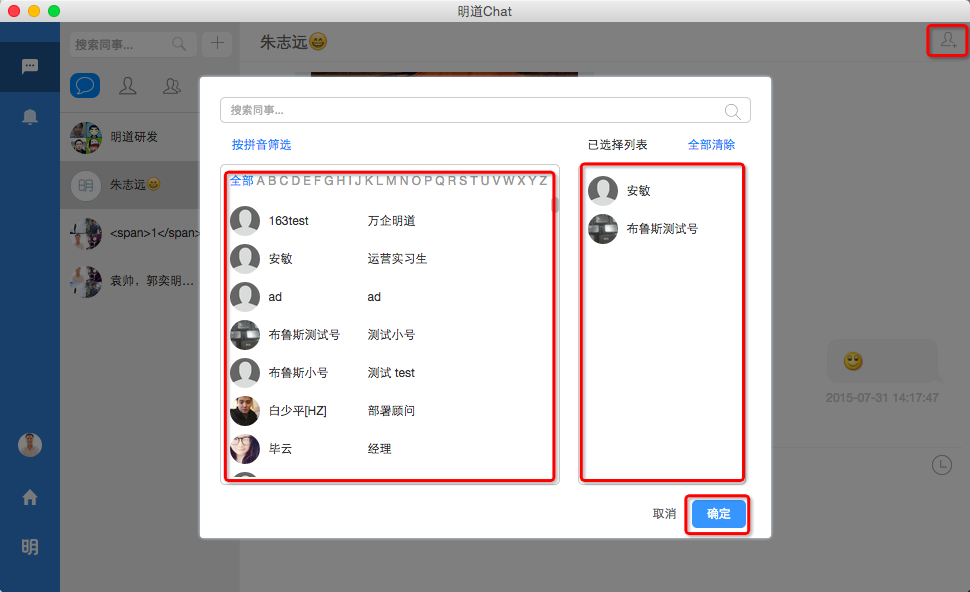 明道Chat
搜索同事...
朱志远
明道研发
明 朱志远
<span>1</span>
袁帅，郭奕明...
搜索同事...
按拼音筛选
已选择列表 全部清除
全部 A B C D E F G H I J K L M N O P Q R S T U V W X Y Z
163test 万企明道
安敏 运营实习生
ad ad
布鲁斯测试号 测试小号
布鲁斯小号 测试 test
白少平[HZ] 部署顾问
毕云 经理
安敏
布鲁斯测试号
2015-07-31 14:17:47
取消 确定
明